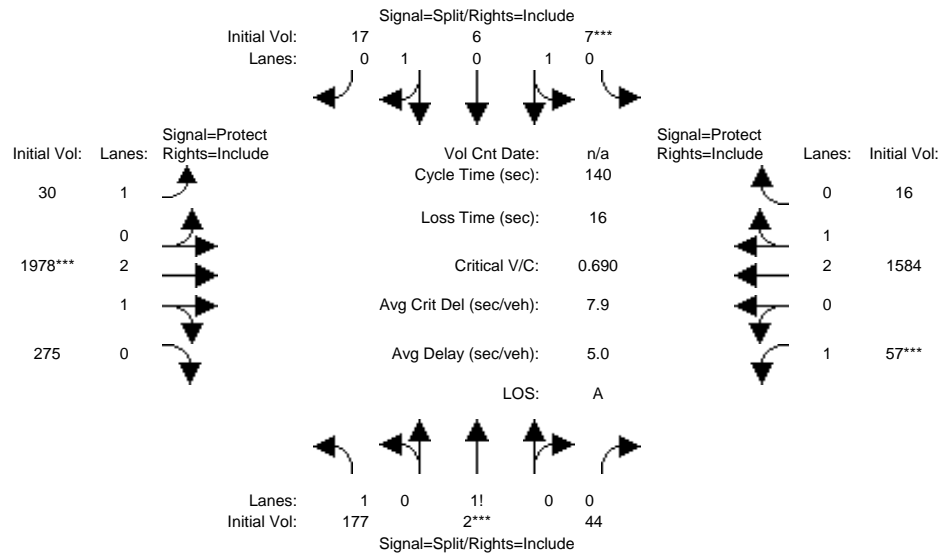 Signal=Split/Rights=Include
Initial Vol: 17 6 7***
Lanes: 0 1 0 1 0
Signal=Protect Signal=Protect
Initial Vol: Lanes: Rights=Include Vol Cnt Date: n/a Rights=Include Lanes: Initial Vol:
Cycle Time (sec): 140
30 1 0 16
Loss Time (sec): 16
0 1
1978*** 2 Critical V/C: 0.690 2 1584
1 Avg Crit Del (sec/veh): 7.9 0
275 0 Avg Delay (sec/veh): 5.0 1 57***
LOS: A
Lanes: 1 0 1! 0 0
Initial Vol: 177 2*** 44
Signal=Split/Rights=Include